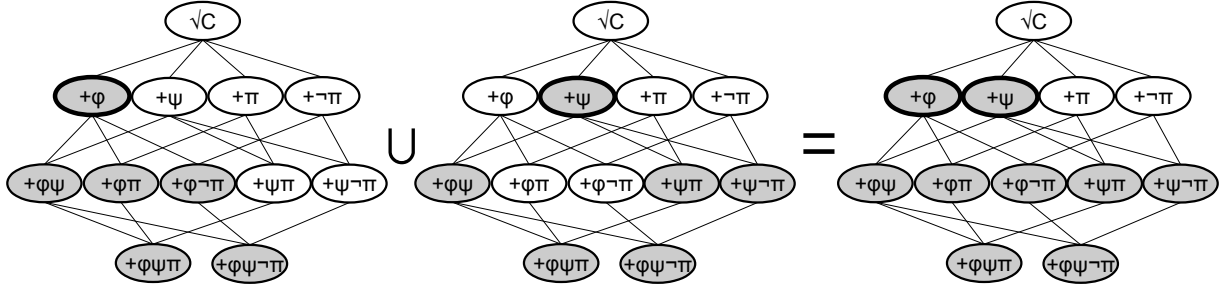 √C √C √C
+φ +ψ +π +¬π +φ +ψ +π +¬π +φ +ψ +π +¬π
∪ =
+φψ +φπ +φ¬π +ψπ +ψ¬π +φψ +φπ +φ¬π +ψπ +ψ¬π +φψ +φπ +φ¬π +ψπ +ψ¬π
+φψπ +φψ¬π +φψπ +φψ¬π +φψπ +φψ¬π